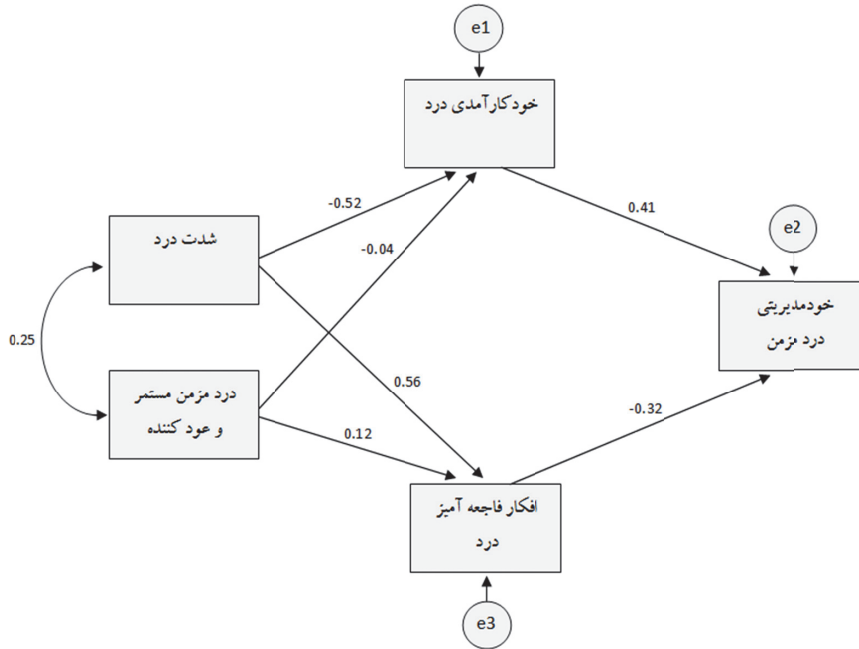 e1
خودکارآمدی درد
-0.52
0.41
e2
شدت درد
-0.04
خودمدیریتی
درد مزمن
0.25
درد مزمن مستمر
و عود کننده
0.56
-0.32
0.12
افکار فاجعه آمیز
درد
e3